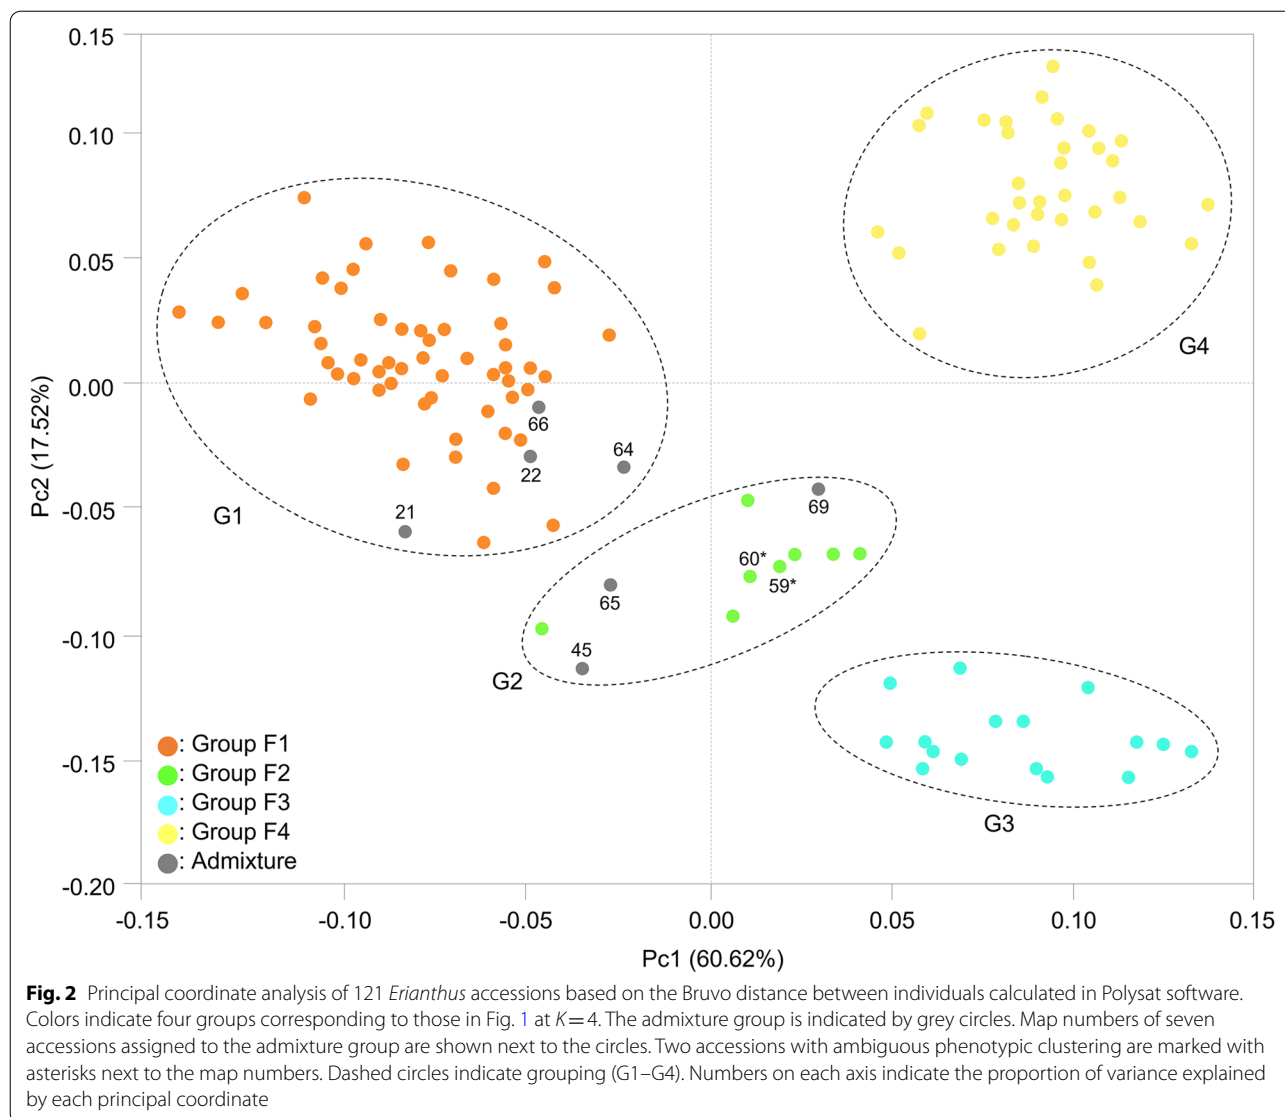 0.15
0.10
0.05
0.00
-0.05
-0.10
-0.15
-0.20
Pc2 (17.52%)
G4
66
22
64
21
G1
69
60*
59*
65
45
G2
G3
: Group F1
: Group F2
: Group F3
: Group F4
: Admixture
-0.15 -0.10 -0.05 0.00 0.05 0.10 0.15
Pc1 (60.62%)
Fig. 2 Principal coordinate analysis of 121 Erianthus accessions based on the Bruvo distance between individuals calculated in Polysat software.
Colors indicate four groups corresponding to those in Fig. 1 at K=4. The admixture group is indicated by grey circles. Map numbers of seven
accessions assigned to the admixture group are shown next to the circles. Two accessions with ambiguous phenotypic clustering are marked with
asterisks next to the map numbers. Dashed circles indicate grouping (G1–G4). Numbers on each axis indicate the proportion of variance explained
by each principal coordinate